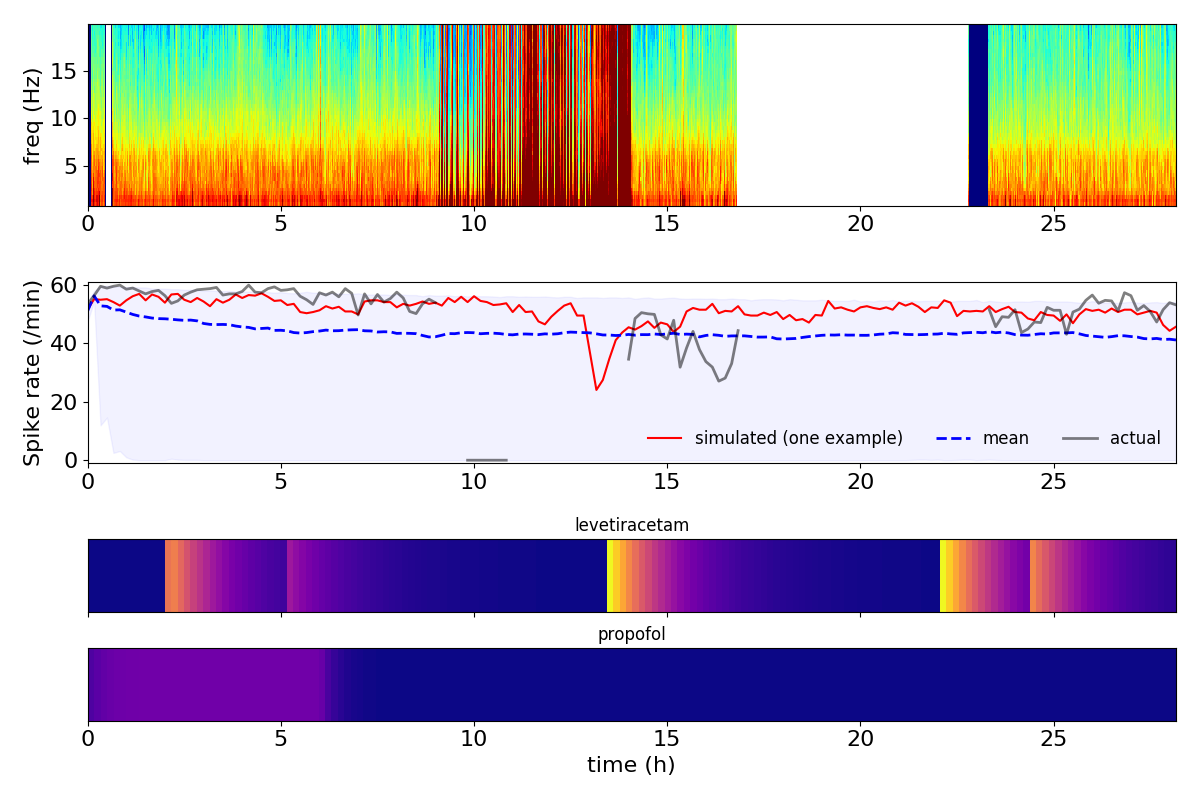 freq (Hz)
15
10
5
0 5 10 15 20 25
Spike rate (/min)
60
40
20
0
simulated (one example) mean actual
0 5 10 15 20 25
levetiracetam
propofol
0 5 10 15 20 25
time (h)